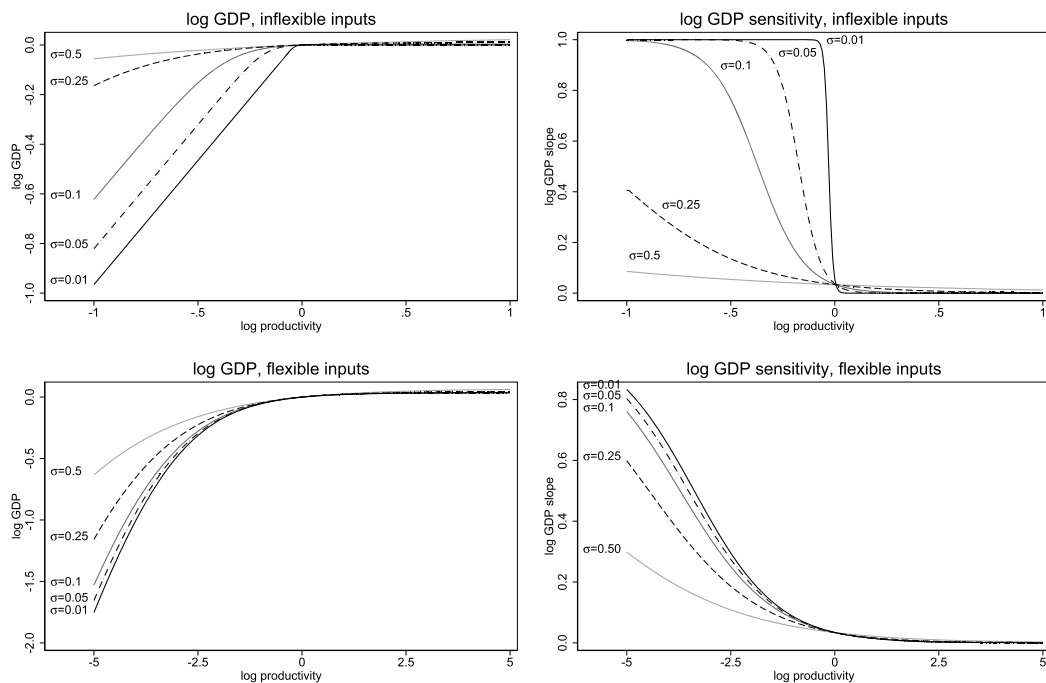 log GDP, inflexible inputs
log GDP
0.0
-0.2
-0.4
-0.6
-0.8
-1.0
σ=0.5
σ=0.25
σ=0.1
σ=0.05
σ=0.01
-1
-.5
0
.5
1
log productivity
log GDP sensitivity, inflexible inputs
log GDP slope
1.0
0.8
0.6
0.4
0.2
0.0
σ=0.01
σ=0.05
σ=0.1
σ=0.25
σ=0.5
-1
-.5
0
.5
1
log productivity
log GDP, flexible inputs
log GDP
0.0
-0.5
-1.0
-1.5
-2.0
σ=0.5
σ=0.25
σ=0.1
σ=0.05
σ=0.01
-5
-2.5
0
2.5
5
log productivity
log GDP sensitivity, flexible inputs
log GDP slope
0.8
0.6
0.4
0.2
0.0
σ=0.01
σ=0.05
σ=0.1
σ=0.25
σ=0.50
-5
-2.5
0
2.5
5
log productivity